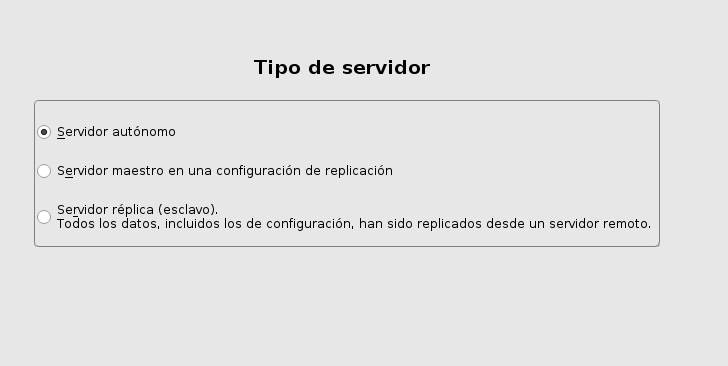 Tipo de servidor
Servidor autónomo
Servidor maestro en una configuración de replicación
Servidor réplica (esclavo).
Todos los datos, incluidos los de configuración, han sido replicados desde un servidor remoto.